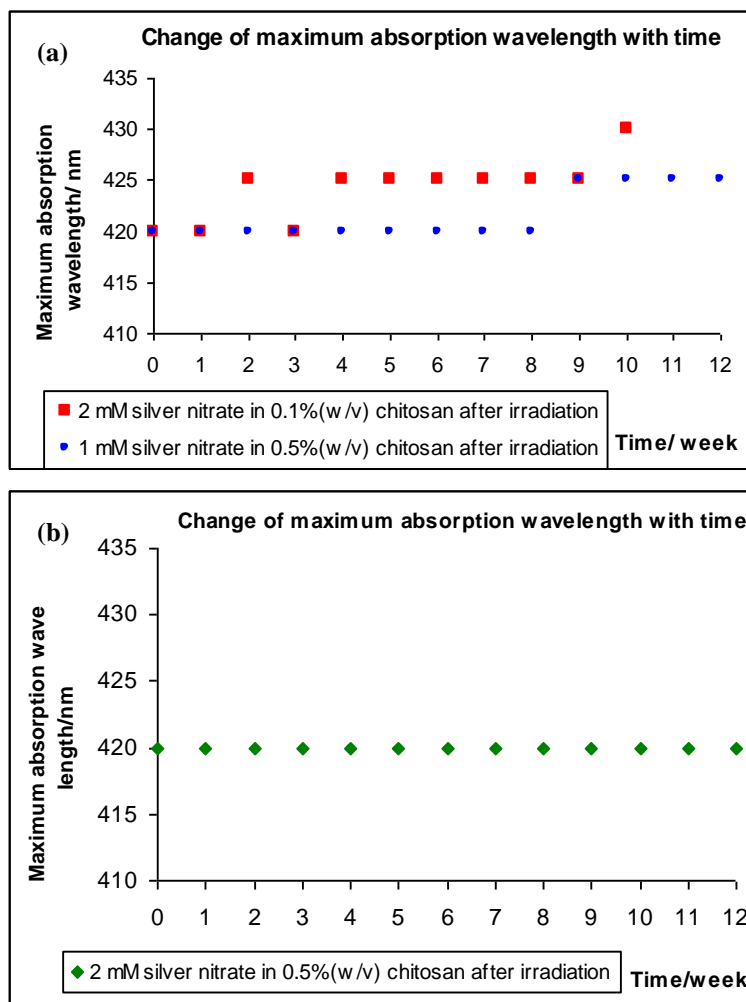 (a)
Change of maximum absorption wavelength with time
Maximum absorption
wavelength/ nm
435
430
425
420
415
410
0 1 2 3 4 5 6 7 8 9 10 11 12
2 mM silver nitrate in 0.1%(w/v) chitosan after irradiation
1 mM silver nitrate in 0.5%(w/v) chitosan after irradiation
Time/ week
(b)
Change of maximum absorption wavelength with time
Maximum absorption wave
length/nm
435
430
425
420
415
410
0 1 2 3 4 5 6 7 8 9 10 11 12
2 mM silver nitrate in 0.5%(w/v) chitosan after irradiation
Time/week